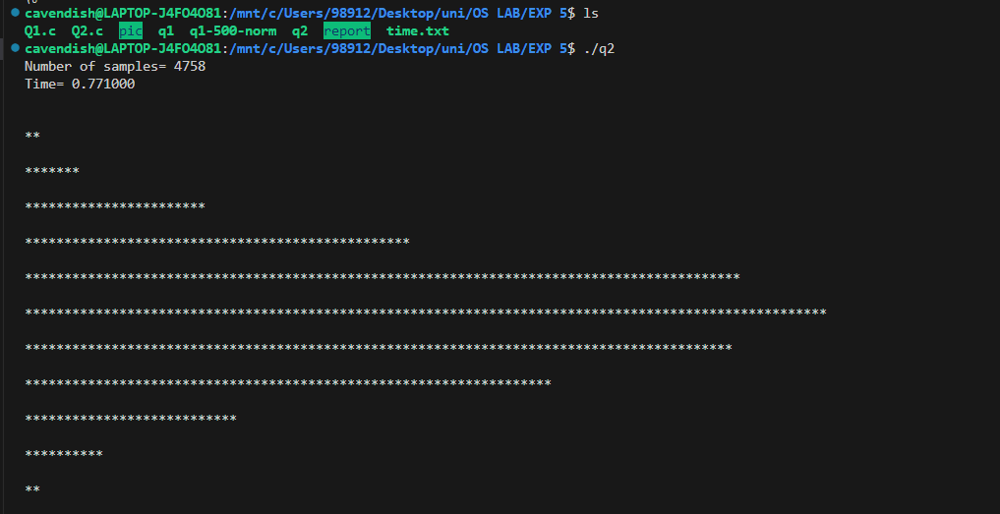 cavendish@LAPTOP-J4FO4O81:/mnt/c/Users/98912/Desktop/uni/OS LAB/EXP 5$ ls
Q1.c Q2.c pic q1 q1-500-norm q2 report time.txt
cavendish@LAPTOP-J4FO4O81:/mnt/c/Users/98912/Desktop/uni/OS LAB/EXP 5$ ./q2
Number of samples= 4758
Time= 0.771000
**
*******
***********************
*************************************************
*******************************************************************************************
******************************************************************************************************
******************************************************************************************
*******************************************************************
***************************
**********
**